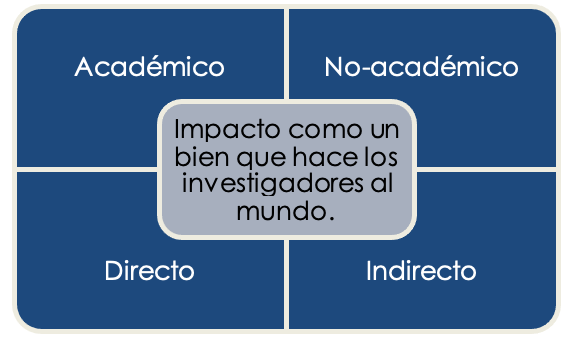 Académico
No-académico
Impacto como un
bien que hace los
investigadores al
mundo.
Directo
Indirecto